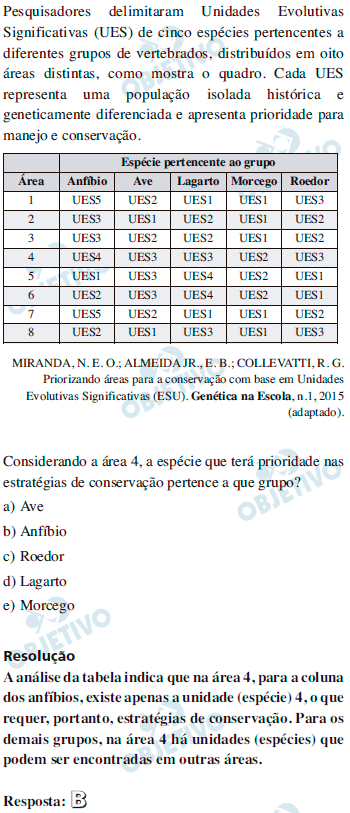 Pesquisadores delimitaram Unidades Evolutivas
Significativas (UES) de cinco espécies pertencentes a
diferentes grupos de vertebrados, distribuídos em oito
áreas distintas, como mostra o quadro. Cada UES
representa uma população isolada histórica e
geneticamente diferenciada e apresenta prioridade para
manejo e conservação.
Espécie pertencente ao grupo
Área Anfíbio Ave Lagarto Morcego Roedor
1 UES5 UES2 UES1 UES1 UES3
2 UES3 UES1 UES2 UES1 UES2
3 UES3 UES2 UES2 UES1 UES2
4 UES4 UES3 UES3 UES2 UES3
5 UES1 UES3 UES4 UES2 UES1
6 UES2 UES3 UES4 UES2 UES1
7 UES5 UES2 UES1 UES1 UES2
8 UES2 UES1 UES3 UES1 UES3
MIRANDA, N. E. O.; ALMEIDA JR., E. B.; COLLEVATTI, R. G.
Priorizando áreas para a conservação com base em Unidades
Evolutivas Significativas (ESU). Genética na Escola, n.1, 2015
(adaptado).
Considerando a área 4, a espécie que terá prioridade nas
estratégias de conservação pertence a que grupo?
a) Ave
b) Anfíbio
c) Roedor
d) Lagarto
e) Morcego
Resolução
A análise da tabela indica que na área 4, para a coluna
dos anfíbios, existe apenas a unidade (espécie) 4, o que
requer, portanto, estratégias de conservação. Para os
demais grupos, na área 4 há unidades (espécies) que
podem ser encontradas em outras áreas.
Resposta: B
OBJETIVO
OBJETIVO
OBJETIVO
OBJETIVO
OBJETIVO